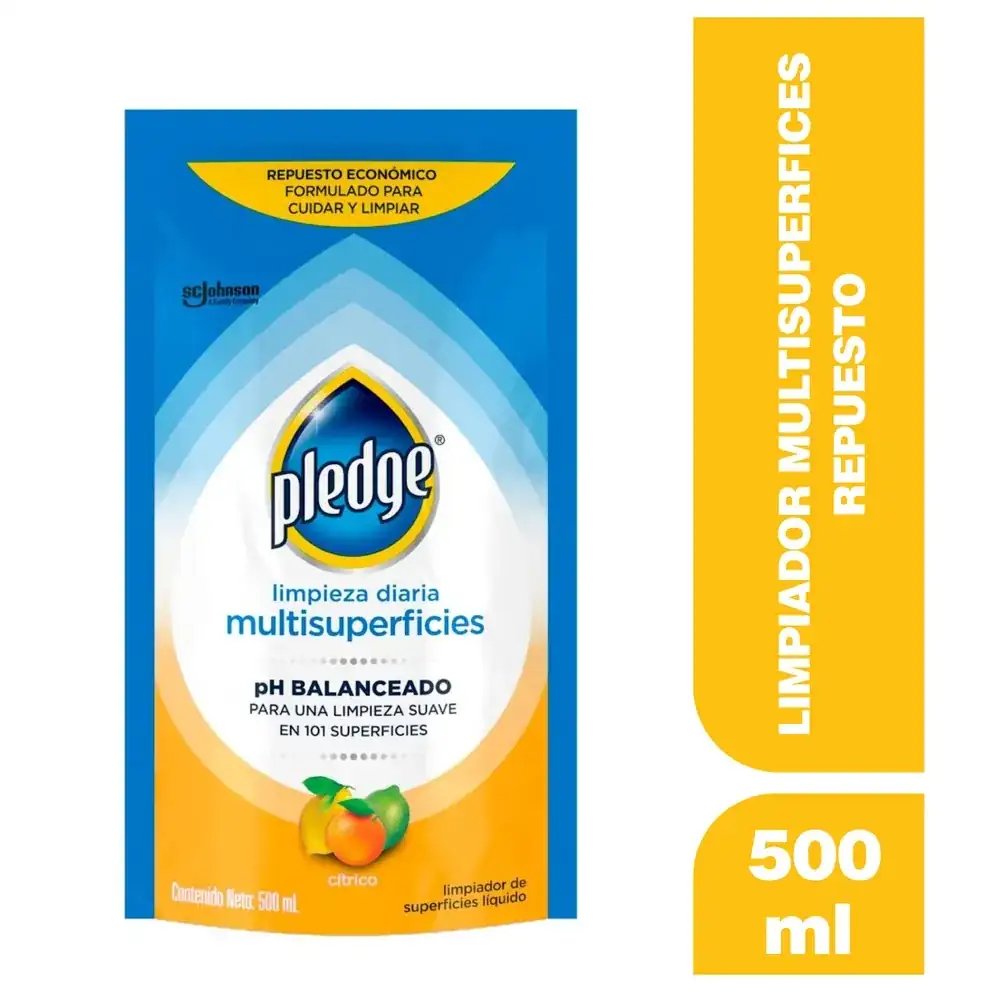 REPUESTO ECONÓMICO
FORMULADO PARA
CUIDAR Y LIMPIAR
scjohnson
A Family Company
pledge®
limpieza diaria
multisuperficies
pH BALANCEADO
PARA UNA LIMPIEZA SUAVE
EN 101 SUPERFICIES
cítrico
Contenido Neto: 500 mL
limpiador de
superficies líquido
LIMPIADOR MULTISUPERFICES
REPUESTO
500
ml